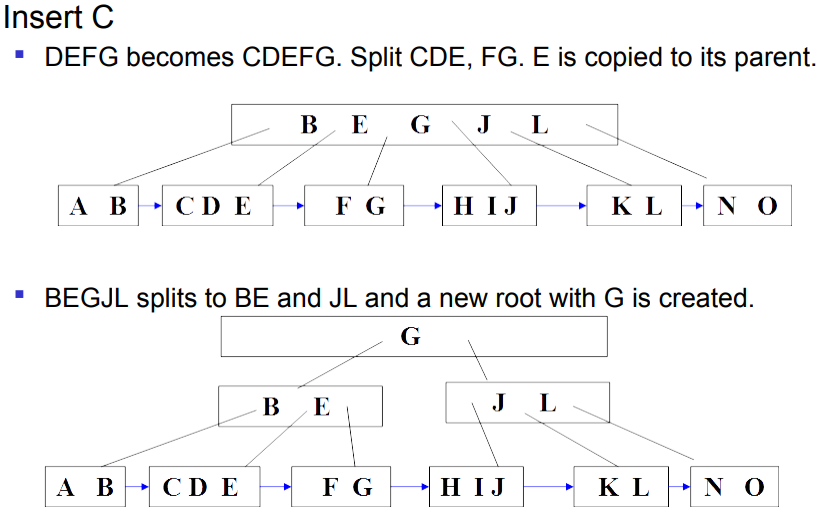 Insert C
▪ DEFG becomes CDEFG. Split CDE, FG. E is copied to its parent.
B E G J L
A B C D E F G H I J K L N O
▪ BEGJL splits to BE and JL and a new root with G is created.
G
B E J L
A B C D E F G H I J K L N O